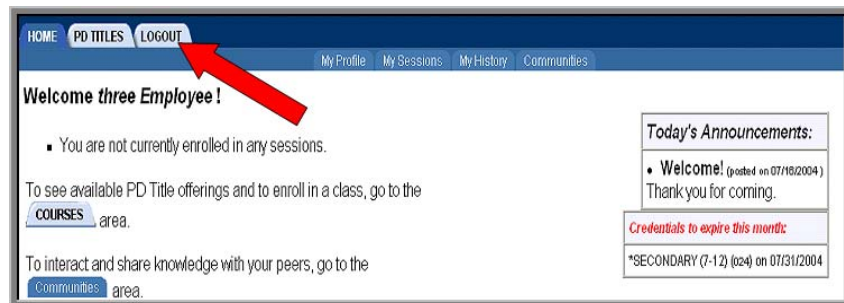 HOME PD TITLES LOGOUT
My Profile My Sessions My History Communities
Welcome three Employee !
You are not currently enrolled in any sessions.
To see available PD Title offerings and to enroll in a class, go to the
COURSES area.
To interact and share knowledge with your peers, go to the
Communities area.
Today's Announcements:
• Welcome! (posted on 07/18/2004 )
Thank you for coming.
Credentials to expire this month:
*SECONDARY (7-12) (024) on 07/31/2004